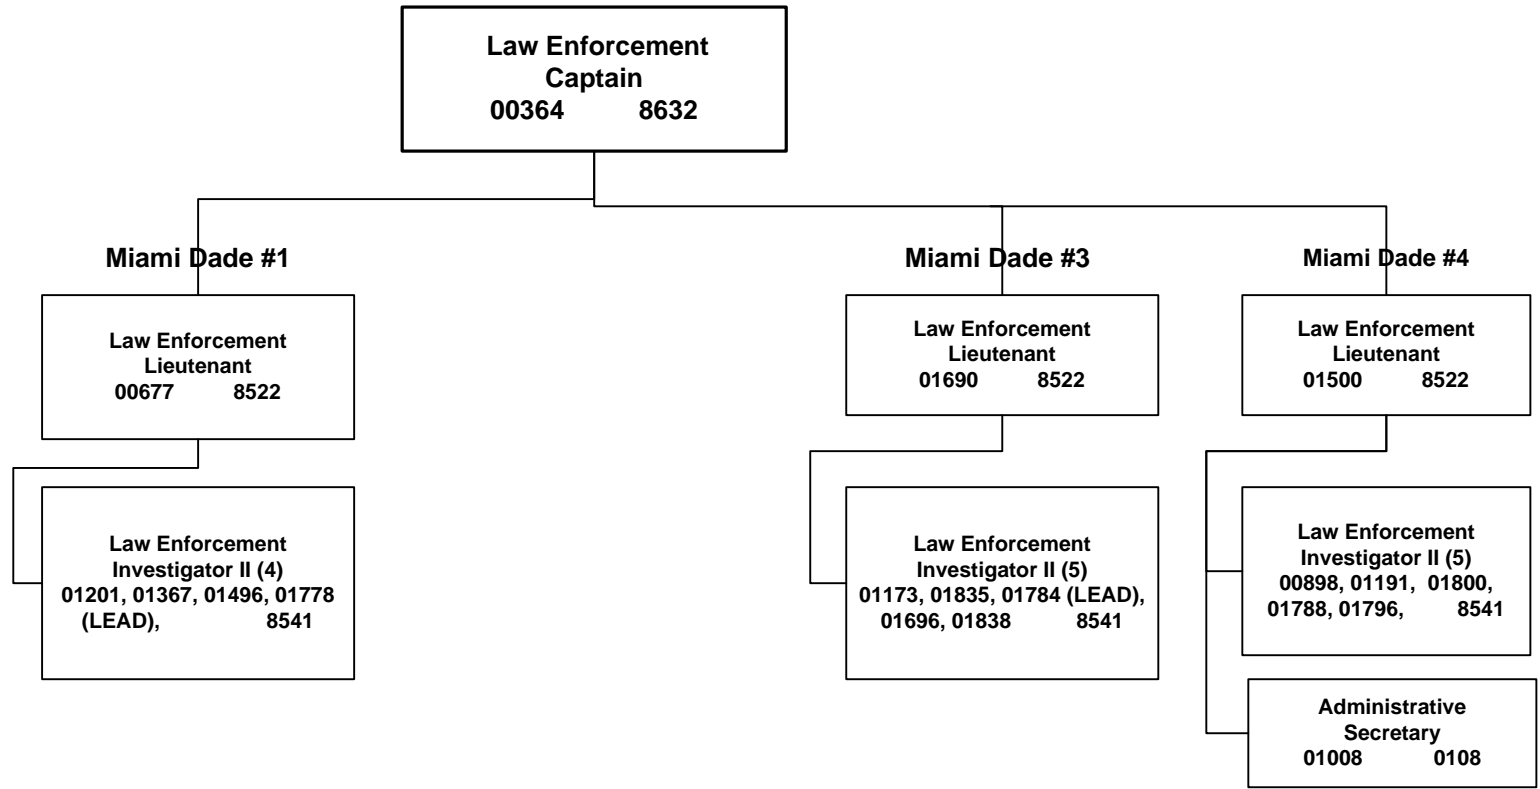 Law Enforcement
Captain
00364 8632
Miami Dade #1
Law Enforcement
Lieutenant
00677 8522
Law Enforcement
Investigator II (4)
01201, 01367, 01496, 01778
(LEAD), 8541
Miami Dade #3
Law Enforcement
Lieutenant
01690 8522
Law Enforcement
Investigator II (5)
01173, 01835, 01784 (LEAD),
01696, 01838 8541
Miami Dade #4
Law Enforcement
Lieutenant
01500 8522
Law Enforcement
Investigator II (5)
00898, 01191, 01800,
01788, 01796, 8541
Administrative
Secretary
01008 0108